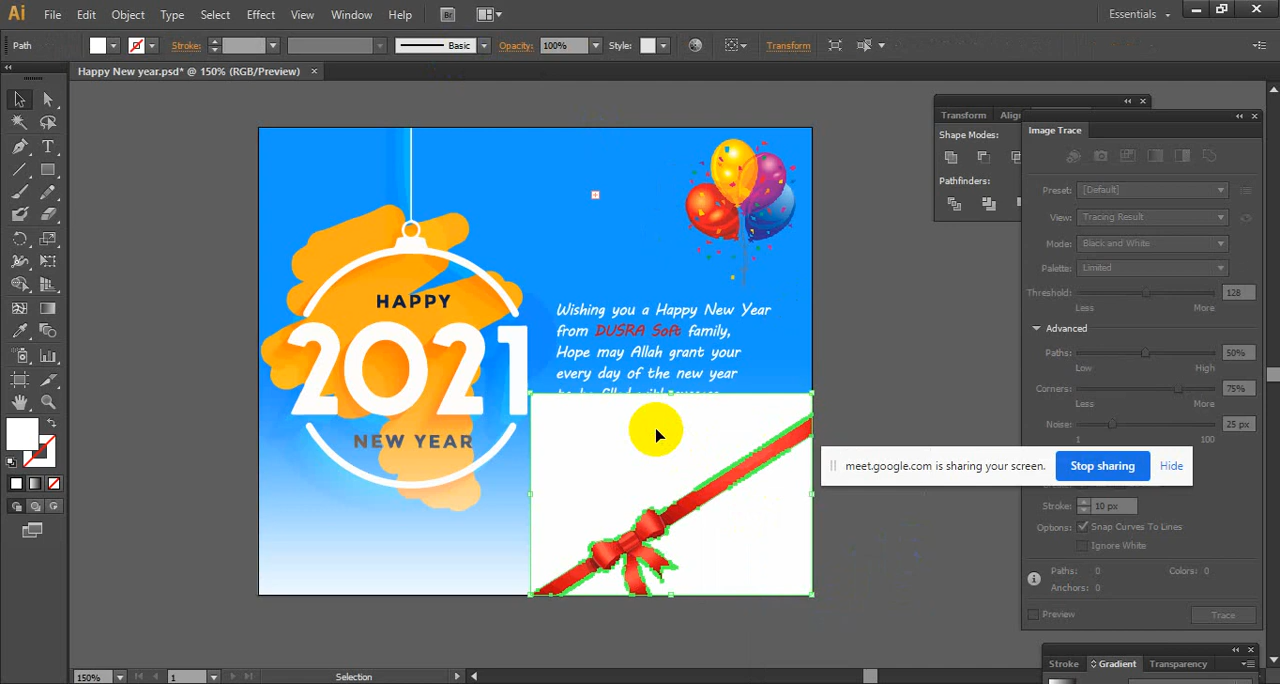 Ai File Edit Object Type Select Effect View Window Help Br Essentials
Path Stroke: Basic Opacity: 100% Style: Transform
Happy New year.psd* @ 150% (RGB/Preview)
HAPPY
2021
NEW YEAR
Wishing you a Happy New Year
from DUSRA Soft family,
Hope may Allah grant your
every day of the new year
Transform
Shape Modes:
Pathfinders:
Image Trace
Preset: [Default]
View: Tracing Result
Mode: Black and White
Palette: Limited
Threshold: 128
Less More
Advanced
Paths: 50%
Low High
Corners: 75%
Less More
Noise: 25 px
1 100
meet.google.com is sharing your screen. Stop sharing Hide
Stroke: 10 px
Options: Snap Curves To Lines
Ignore White
Paths: 0 Colors: 0
Anchors: 0
Preview Trace
Stroke Gradient Transparency
150% 1 Selection